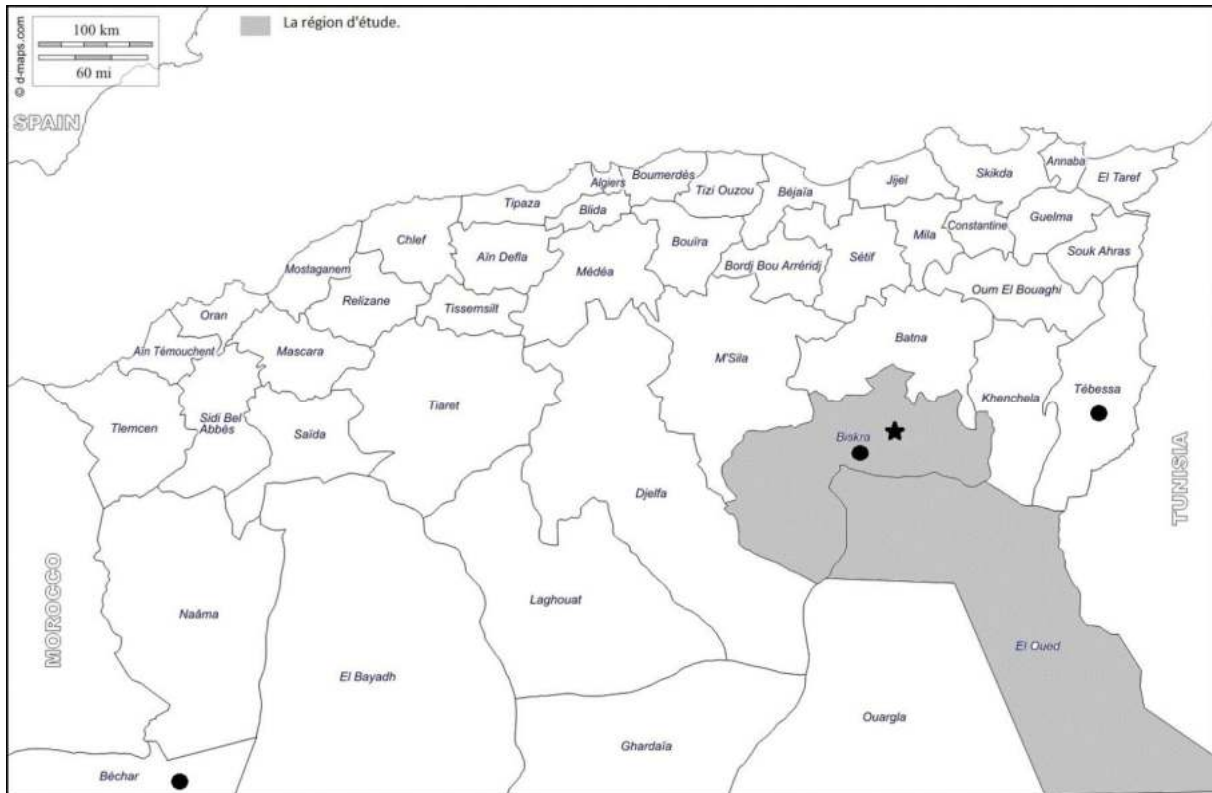 100 km
60 mi
© d-maps.com
La région d'étude.
SPAIN
Annaba
Skikda
El Taref
Boumerdès
Algiers
Tizi Ouzou
Béjaïa
Jijel
Tipaza
Blida
Guelma
Constantine
Mila
Chlef
Bouïra
Souk Ahras
Aïn Defla
Sétif
Bordj Bou Arréridj
Médéa
Mostaganem
Oum El Bouaghi
Relizane
Tissemsilt
Oran
Batna
Aïn Témouchent
Mascara
M'Sila
Tébessa
Khenchela
Tiaret
Sidi Bel
Abbès
Tlemcen
Saïda
Biskra
TUNISIA
Djelfa
Laghouat
Naâma
MOROCCO
El Oued
El Bayadh
Ouargla
Ghardaïa
Béchar